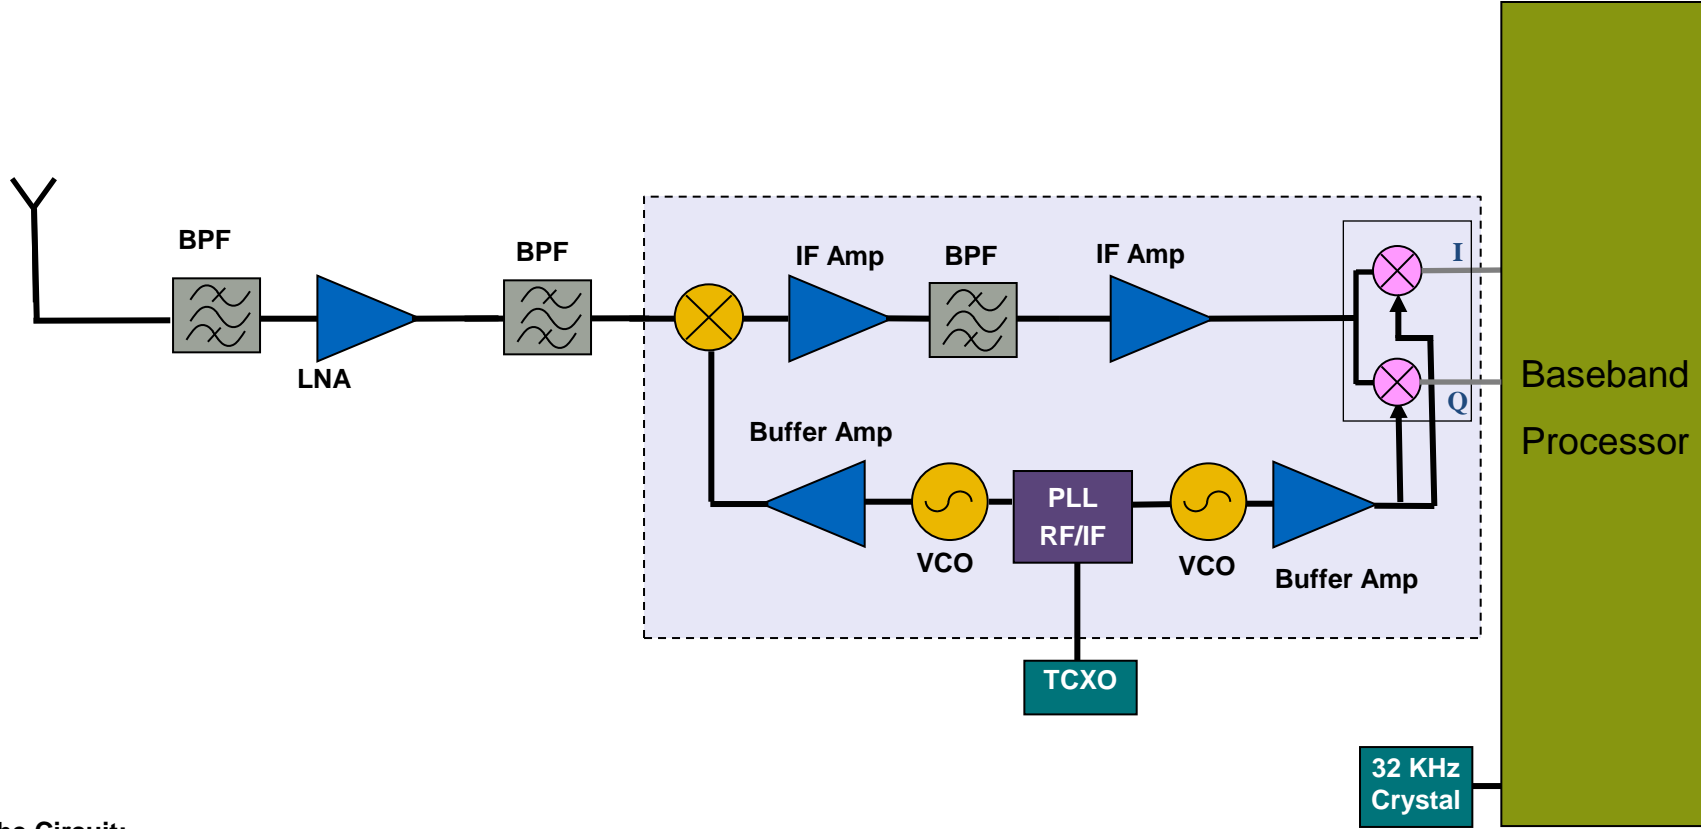 BPF
LNA
BPF
IF Amp
BPF
IF Amp
I
Q
Baseband
Processor
Buffer Amp
VCO
PLL
RF/IF
VCO
Buffer Amp
TCXO
32 KHz
Crystal
Circuit: